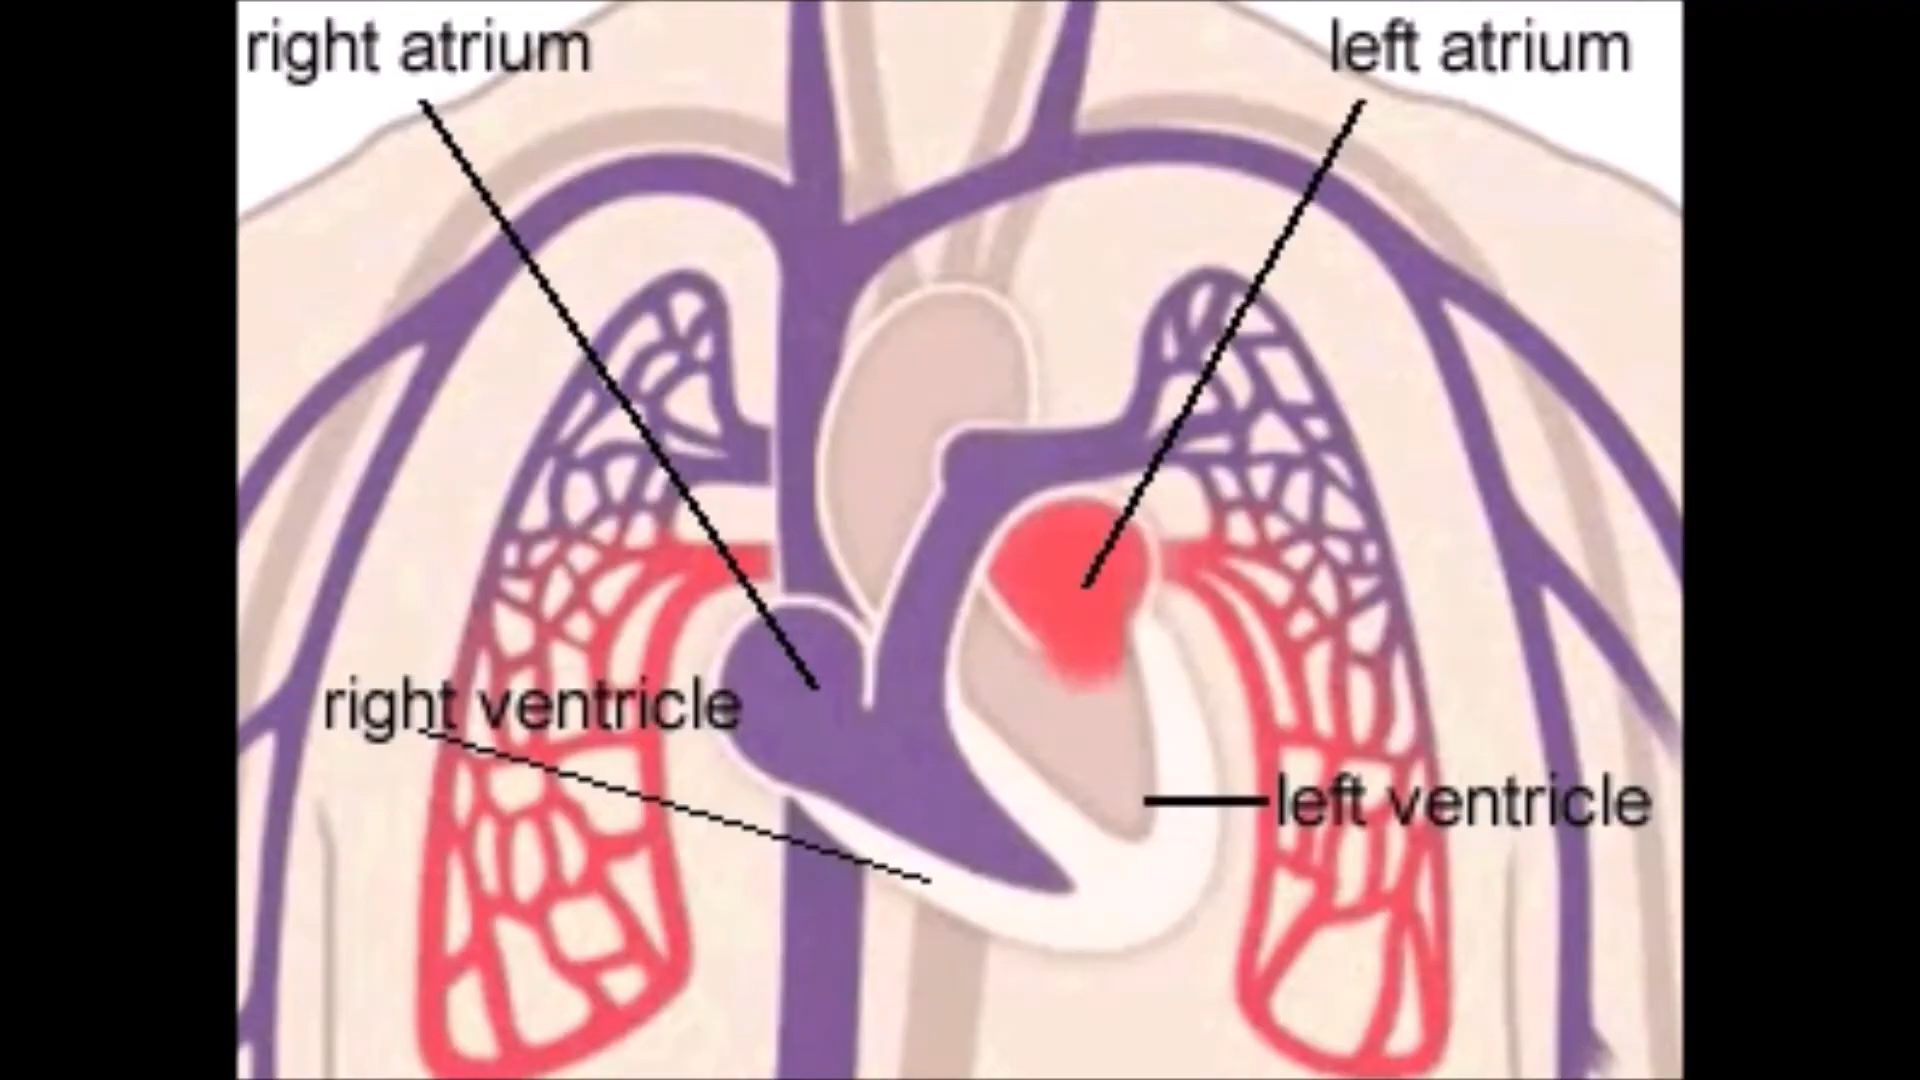 right atrium
left atrium
right ventricle
left ventricle